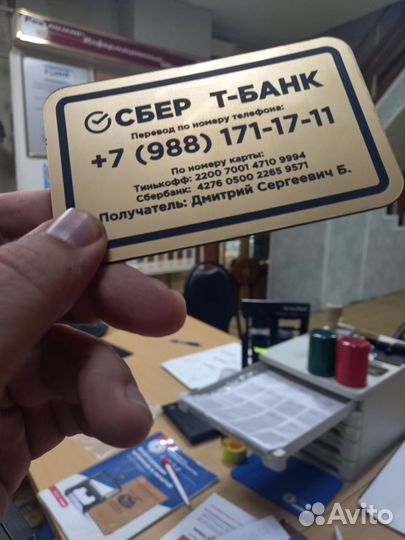 СБЕР Т-БАНК
Перевод по номеру телефона:
+7 (988) 171-17-11
По номеру карты:
Тинькофф: 2200 7001 4710 9994
Сбербанк: 4276 0500 2265 9571
Получатель: Дмитрий Сергеевич Б.
Avito